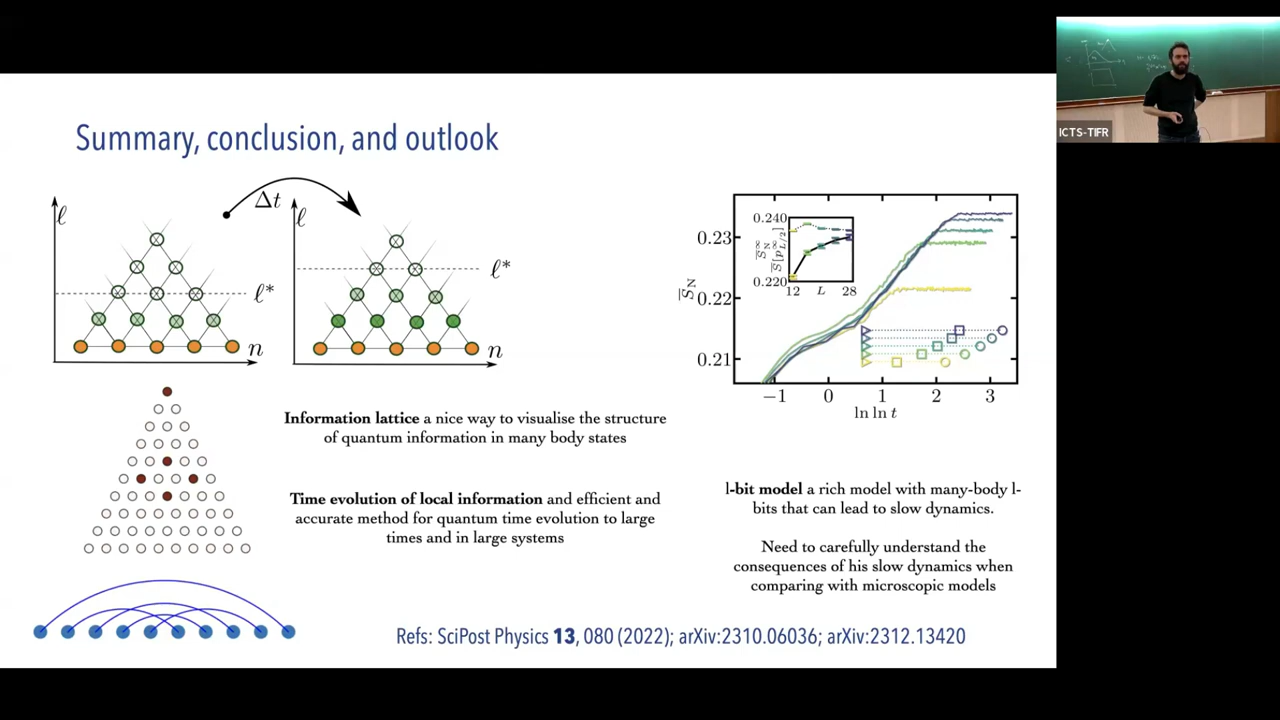 Summary, conclusion, and outlook
ℓ
Δt
ℓ*
n
ℓ
ℓ*
n
Information lattice a nice way to visualise the structure
of quantum information in many body states
Time evolution of local information and efficient and
accurate method for quantum time evolution to large
times and in large systems
0.23
0.22
0.21
S̅_N
0.240
0.220
S̅_N^∞
S̅[p_{L/2}^∞]
12 L 28
−1 0 1 2 3
ln ln t
l-bit model a rich model with many-body l-
bits that can lead to slow dynamics.
Need to carefully understand the
consequences of his slow dynamics when
comparing with microscopic models
Refs: SciPost Physics 13, 080 (2022); arXiv:2310.06036; arXiv:2312.13420
ICTS-TIFR